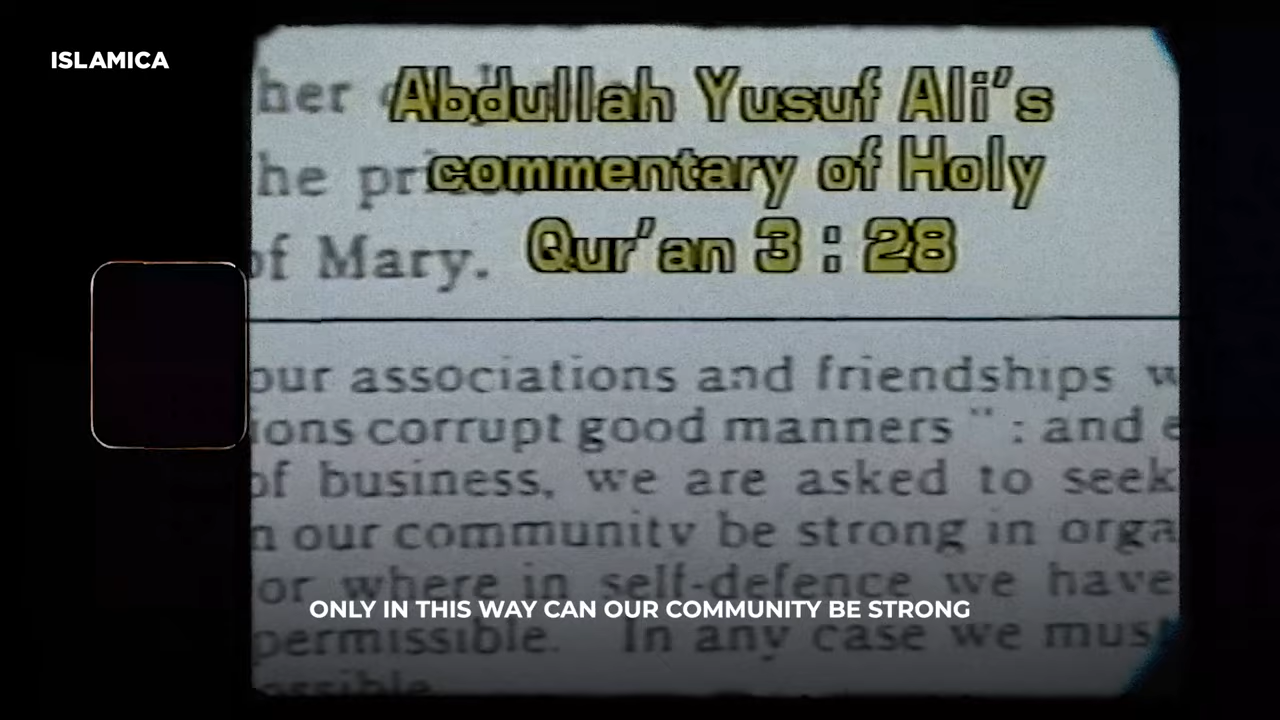 ISLAMICA
Abdullah Yusuf Ali's
commentary of Holy
Qur'an 3 : 28
her
he
of Mary.
our associations and friendships
ions corrupt good manners " : and
of business, we are asked to seek
n our community be strong in orga
or where in self-defence we have
permissible. In any case we must
ossible
ONLY IN THIS WAY CAN OUR COMMUNITY BE STRONG